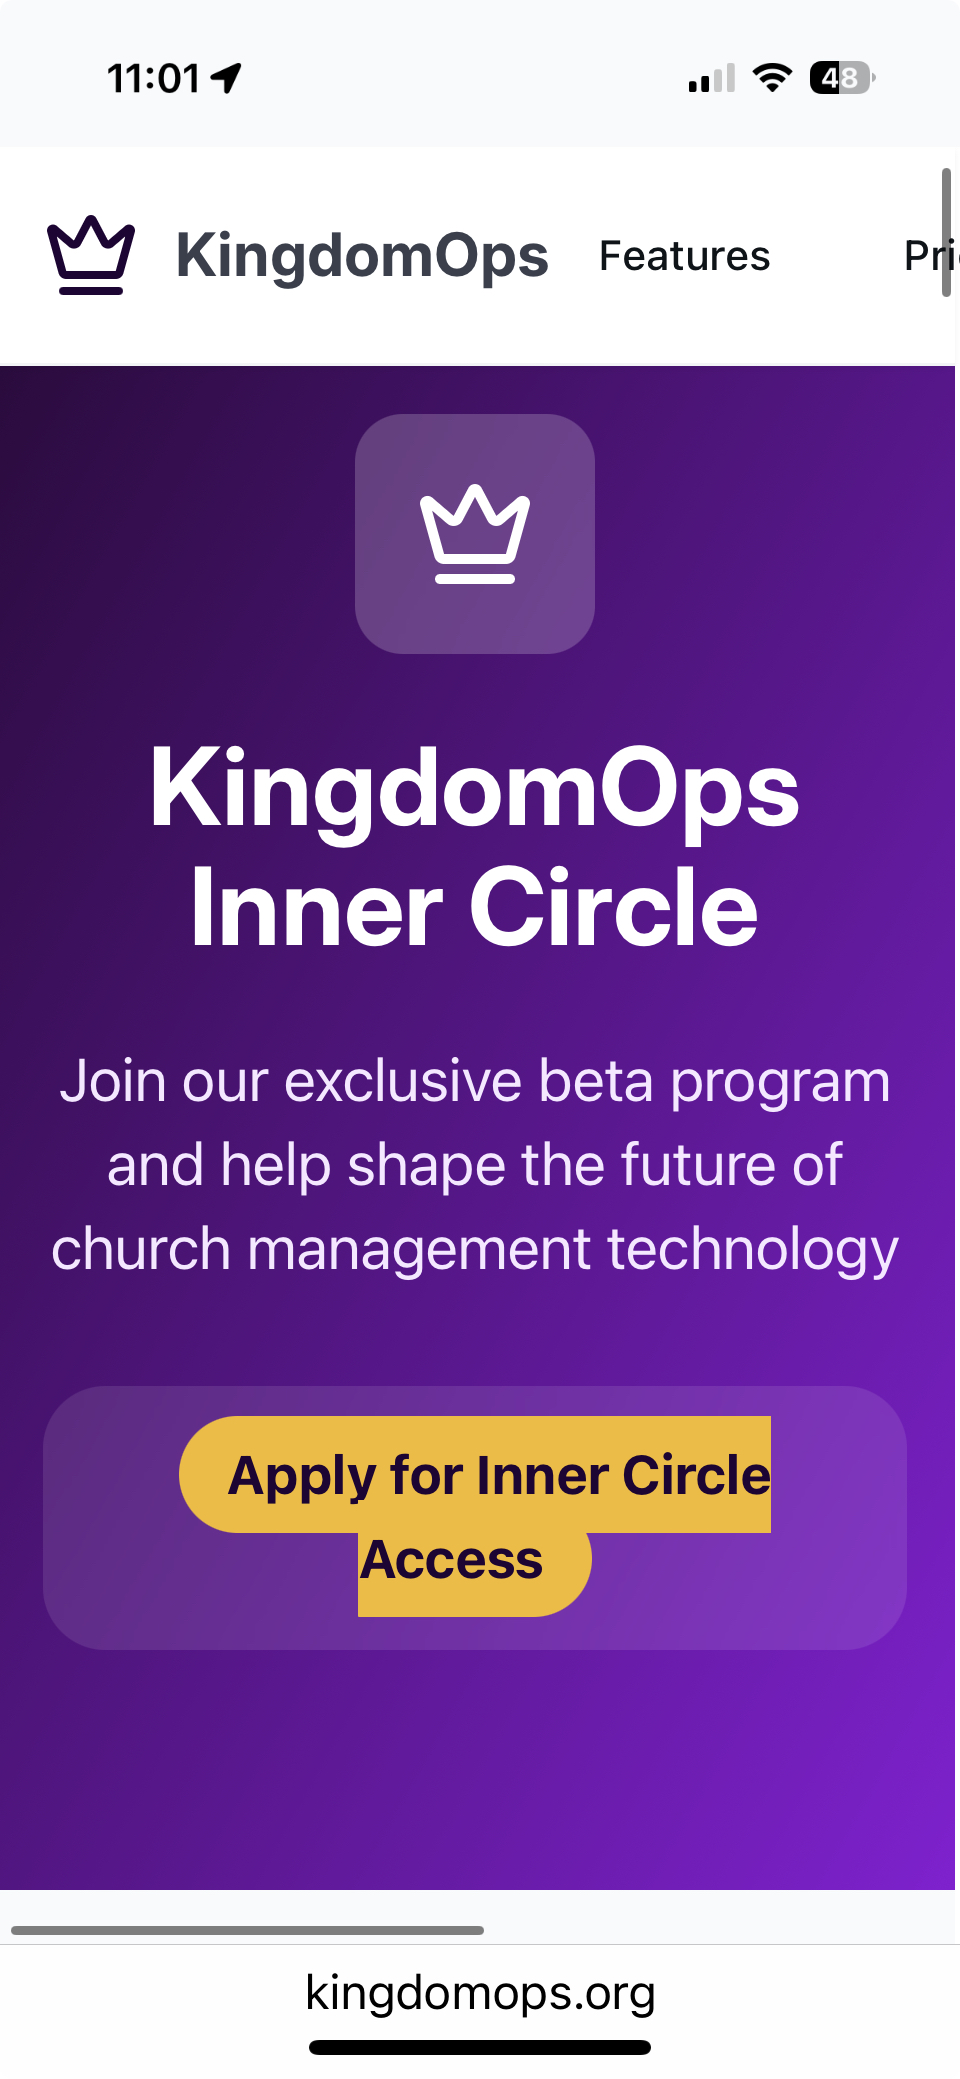 11:01
48
KingdomOps Features
KingdomOps
Inner Circle
Join our exclusive beta program
and help shape the future of
church management technology
Apply for Inner Circle
Access
kingdomops.org